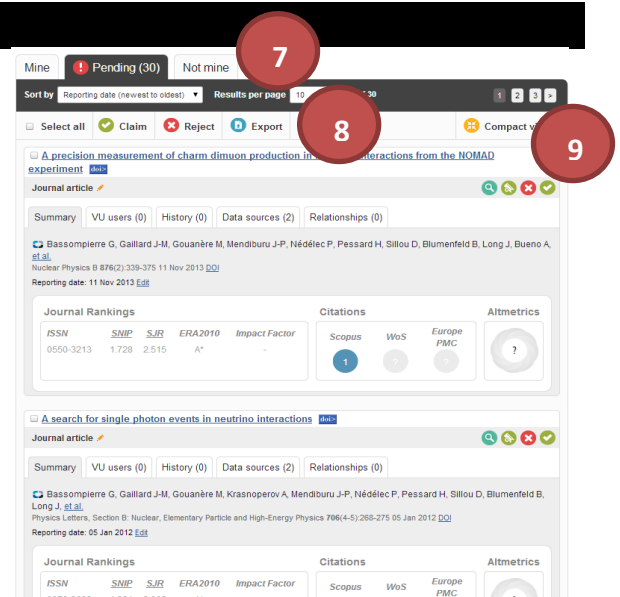 7
Mine ! Pending (30) Not mine
Sort by Reporting date (newest to oldest) Results per page 10 30 1 2 3 >
8
Select all Claim Reject Export Compact
9
A precision measurement of charm dimuon production in interactions from the NOMAD
experiment doi>
Journal article
Summary VU users (0) History (0) Data sources (2) Relationships (0)
Bassompierre G, Gaillard J-M, Gouanère M, Mendiburu J-P, Nédélec P, Pessard H, Sillou D, Blumenfeld B, Long J, Bueno A,
et al.
Nuclear Physics B 876(2):339-375 11 Nov 2013 DOI
Reporting date: 11 Nov 2013 Edit
Journal Rankings Citations Altmetrics
ISSN SNIP SJR ERA2010 Impact Factor Scopus WoS Europe
PMC
0550-3213 1.728 2.515 A* - 1 ? ? ?
A search for single photon events in neutrino interactions doi>
Journal article
Summary VU users (0) History (0) Data sources (2) Relationships (0)
Bassompierre G, Gaillard J-M, Gouanère M, Krasnoperov A, Mendiburu J-P, Nédélec P, Pessard H, Sillou D, Blumenfeld B,
Long J, et al.
Physics Letters, Section B: Nuclear, Elementary Particle and High-Energy Physics 706(4-5):268-275 05 Jan 2012 DOI
Reporting date: 05 Jan 2012 Edit
Journal Rankings Citations Altmetrics
ISSN SNIP SJR ERA2010 Impact Factor Scopus WoS Europe
PMC